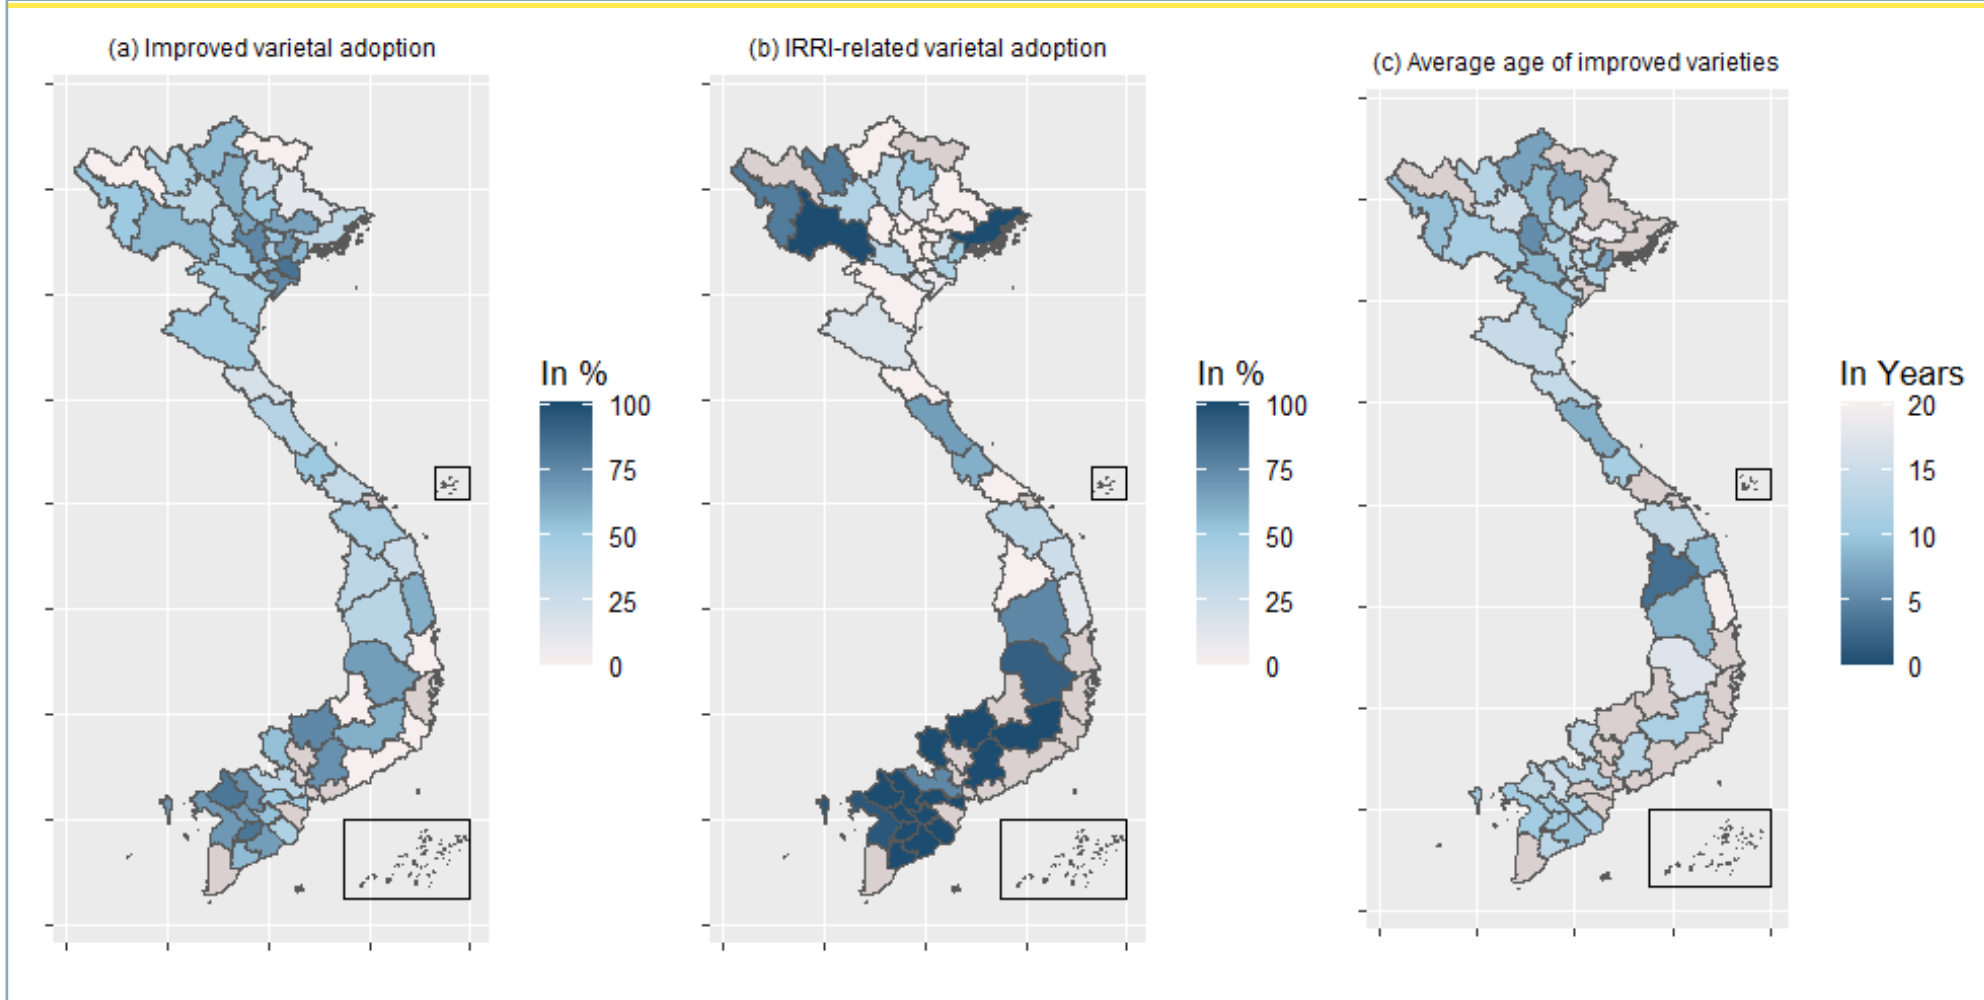 (a) Improved varietal adoption
In %
100
75
50
25
0
(b) IRRI-related varietal adoption
In %
100
75
50
25
0
(c) Average age of improved varieties
In Years
20
15
10
5
0